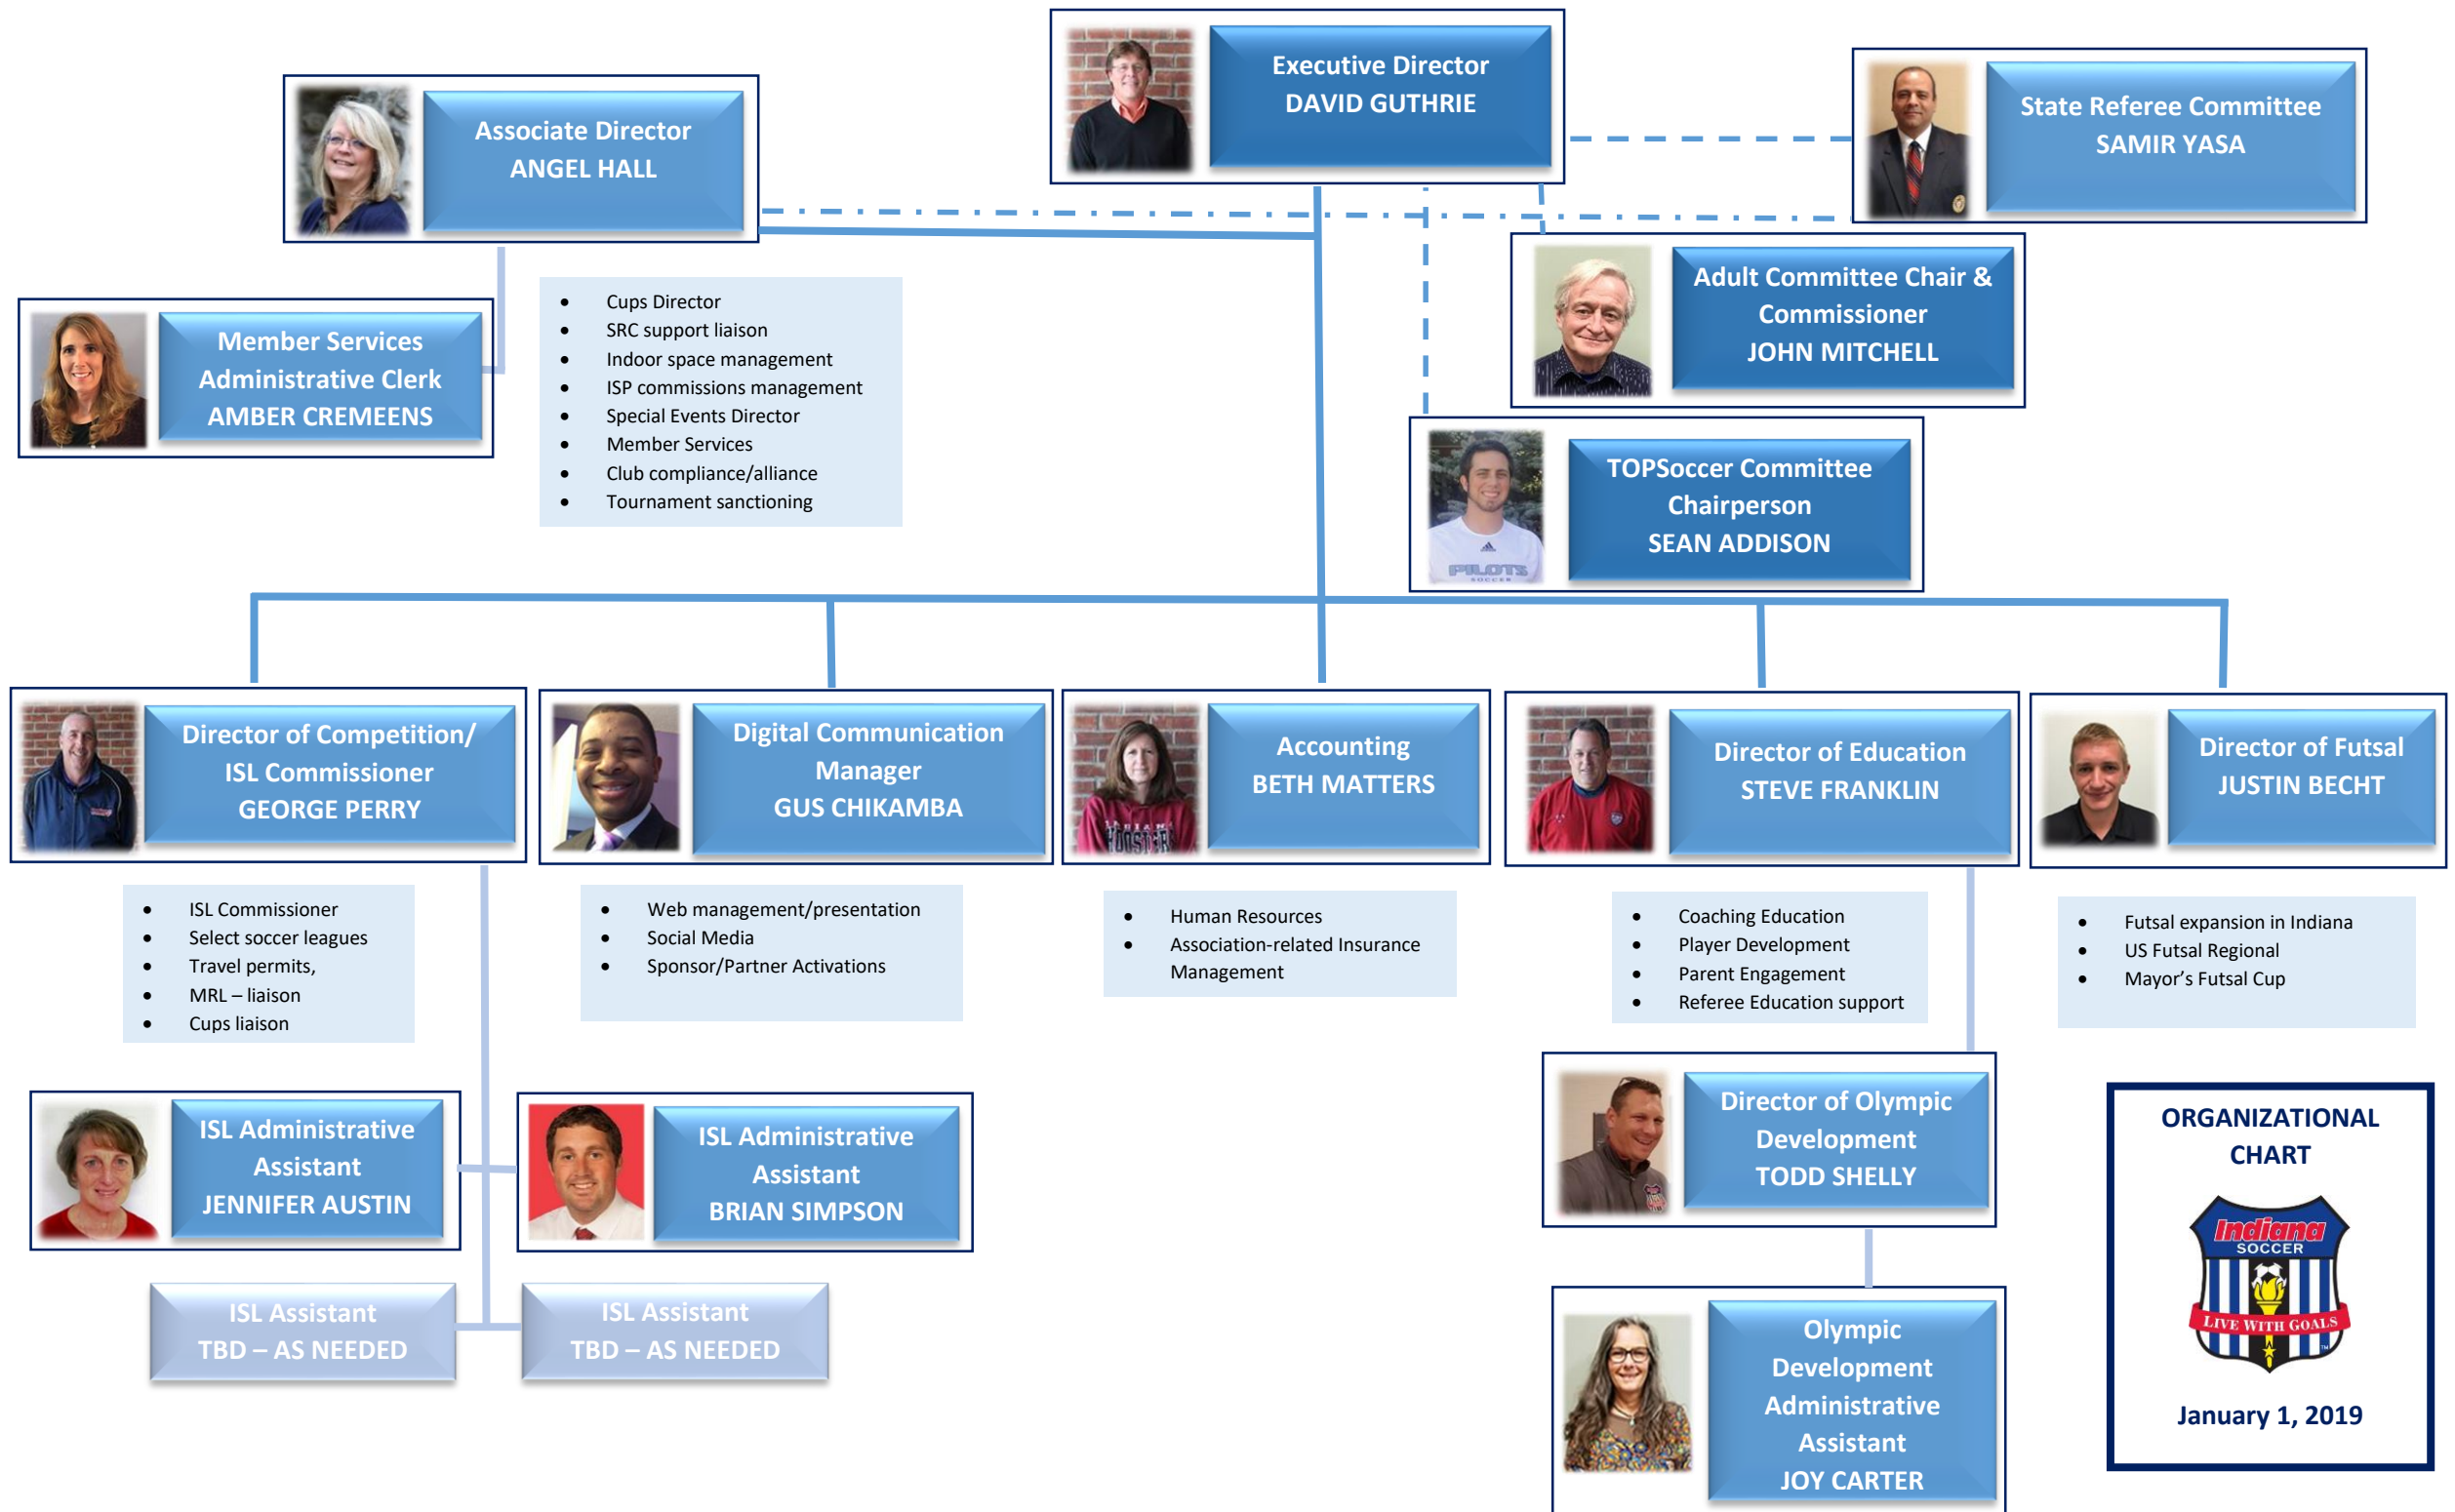 Executive Director
DAVID GUTHRIE
Associate Director
ANGEL HALL
State Referee Committee
SAMIR YASA
Adult Committee Chair &
Commissioner
JOHN MITCHELL
Member Services
Administrative Clerk
AMBER CREMEENS
• Cups Director
• SRC support liaison
• Indoor space management
• ISP commissions management
• Special Events Director
• Member Services
• Club compliance/alliance
• Tournament sanctioning
TOPSoccer Committee
Chairperson
SEAN ADDISON
PILOTS
SOCCER
Director of Competition/
ISL Commissioner
GEORGE PERRY
Digital Communication
Manager
GUS CHIKAMBA
Accounting
BETH MATTERS
INDIANA
HOOSIERS
Director of Education
STEVE FRANKLIN
Director of Futsal
JUSTIN BECHT
• ISL Commissioner
• Select soccer leagues
• Travel permits,
• MRL – liaison
• Cups liaison
• Web management/presentation
• Social Media
• Sponsor/Partner Activations
• Human Resources
• Association-related Insurance
Management
• Coaching Education
• Player Development
• Parent Engagement
• Referee Education support
• Futsal expansion in Indiana
• US Futsal Regional
• Mayor’s Futsal Cup
ISL Administrative
Assistant
JENNIFER AUSTIN
ISL Administrative
Assistant
BRIAN SIMPSON
ISL Assistant
TBD – AS NEEDED
ISL Assistant
TBD – AS NEEDED
Director of Olympic
Development
TODD SHELLY
Olympic
Development
Administrative
Assistant
JOY CARTER
ORGANIZATIONAL
CHART
Indiana
SOCCER
LIVE WITH GOALS
TM
January 1, 2019